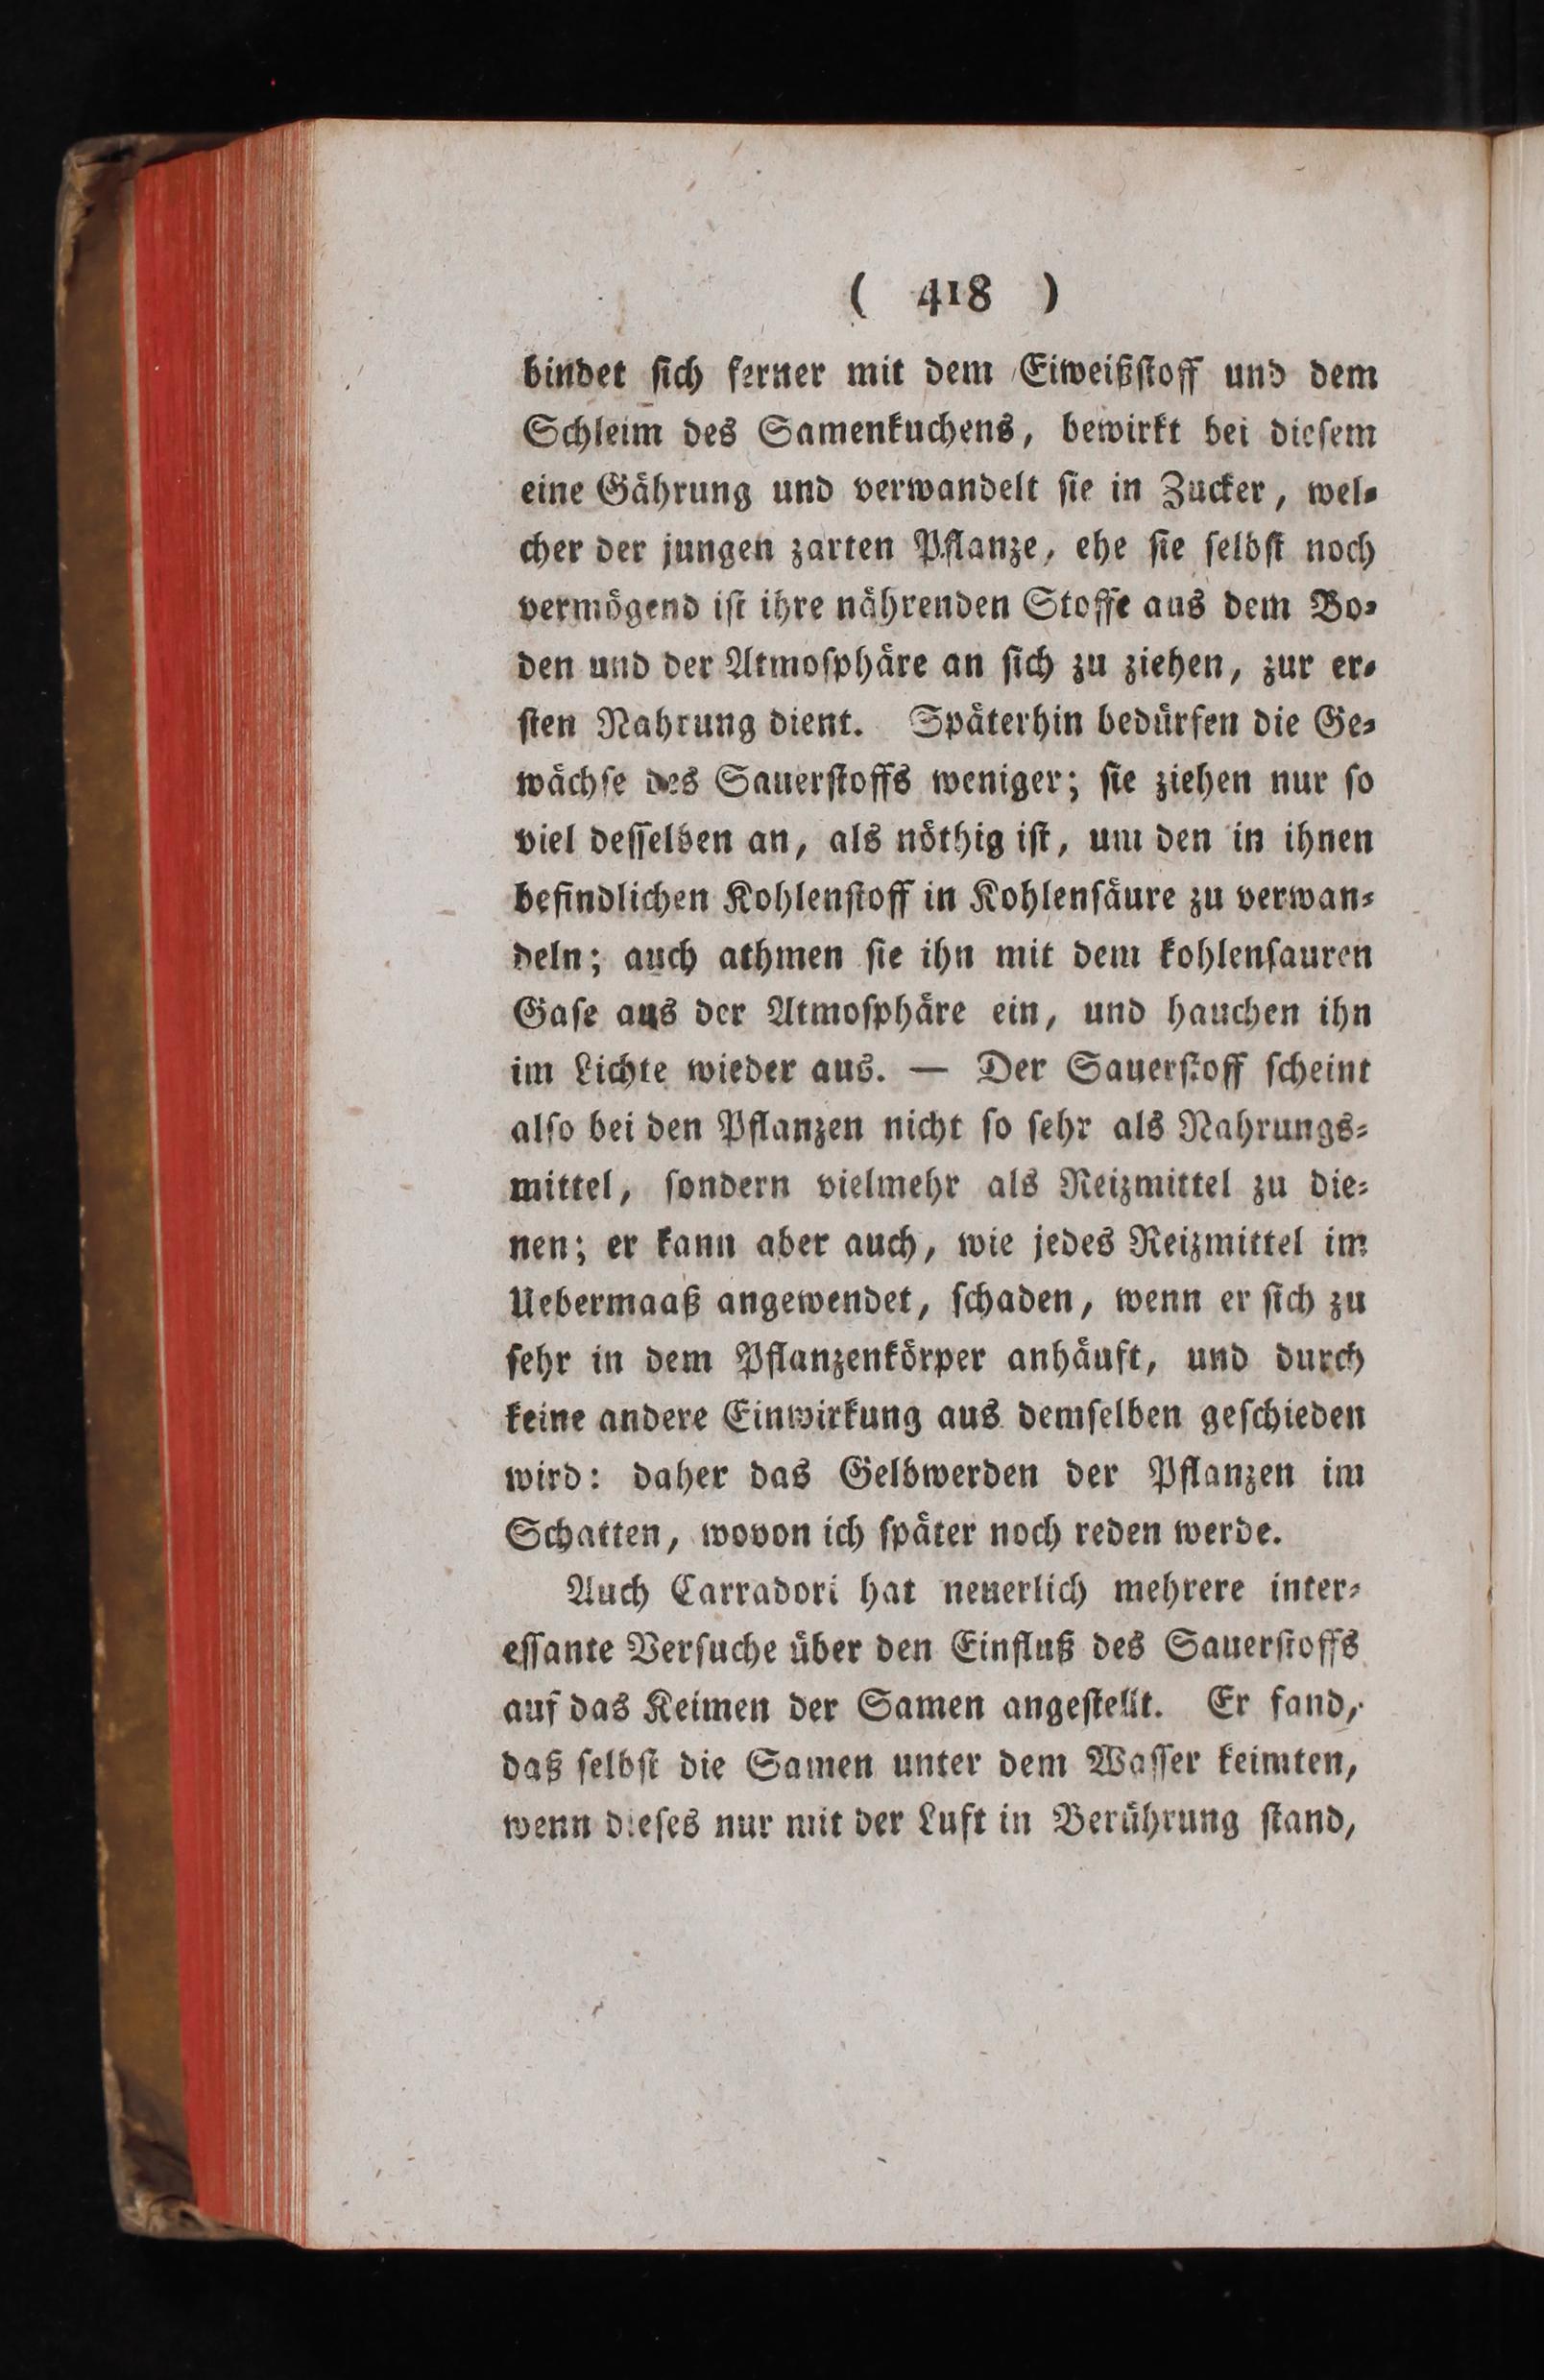 ( 418 )
bindet ſich ferner mit dem Eiweißſtoff und dem
Schleim des Samenkuchens, bewirkt bei dieſem
eine Gährung und verwandelt ſie in Zucker, wel⸗
cher der jungen zarten Pflanze, ehe ſie ſelbſt noch
vermögend iſt ihre nährenden Stoffe aus dem Bo⸗
den und der Atmoſphäre an ſich zu ziehen, zur er⸗
ſten Nahrung dient. Späterhin bedürfen die Ge⸗
wächſe des Sauerſtoffs weniger; ſie ziehen nur ſo
viel deſſelben an, als nöthig iſt, um den in ihnen
befindlichen Kohlenſtoff in Kohlenſäure zu verwan⸗
deln; auch athmen ſie ihn mit dem kohlenſauren
Gaſe aus der Atmoſphäre ein, und hauchen ihn
im Lichte wieder aus. — Der Sauerſtoff ſcheint
alſo bei den Pflanzen nicht ſo ſehr als Nahrungs⸗
mittel, ſondern vielmehr als Reizmittel zu die⸗
nen; er kann aber auch, wie jedes Reizmittel im
Uebermaaß angewendet, ſchaden, wenn er ſich zu
ſehr in dem Pflanzenkörper anhäuft, und durch
keine andere Einwirkung aus demſelben geſchieden
wird: daher das Gelbwerden der Pflanzen im
Schatten, wovon ich ſpäter noch reden werde.
Auch Carradori hat neuerlich mehrere inter⸗
eſſante Verſuche über den Einfluß des Sauerſtoffs
auf das Keimen der Samen angeſtellt. Er fand,
daß ſelbſt die Samen unter dem Waſſer keimten,
wenn dieſes nur mit der Luft in Berührung ſtand,